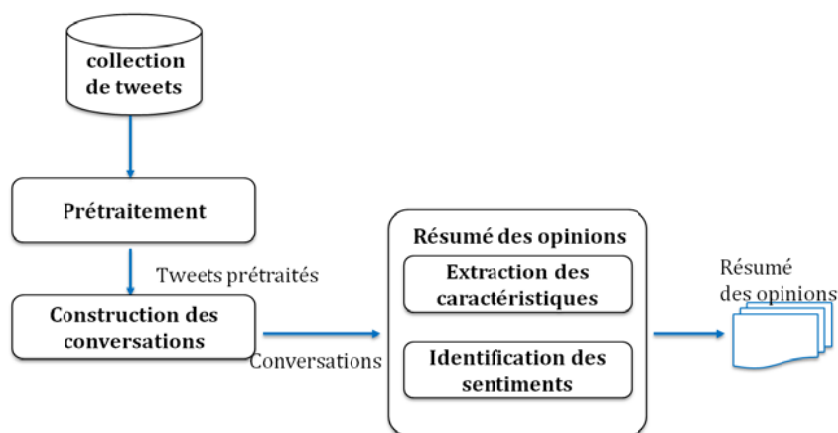 collection
de tweets
Prétraitement
Tweets prétraités
Construction des
conversations
Conversations
Résumé des opinions
Extraction des
caractéristiques
Identification des
sentiments
Résumé
des opinions